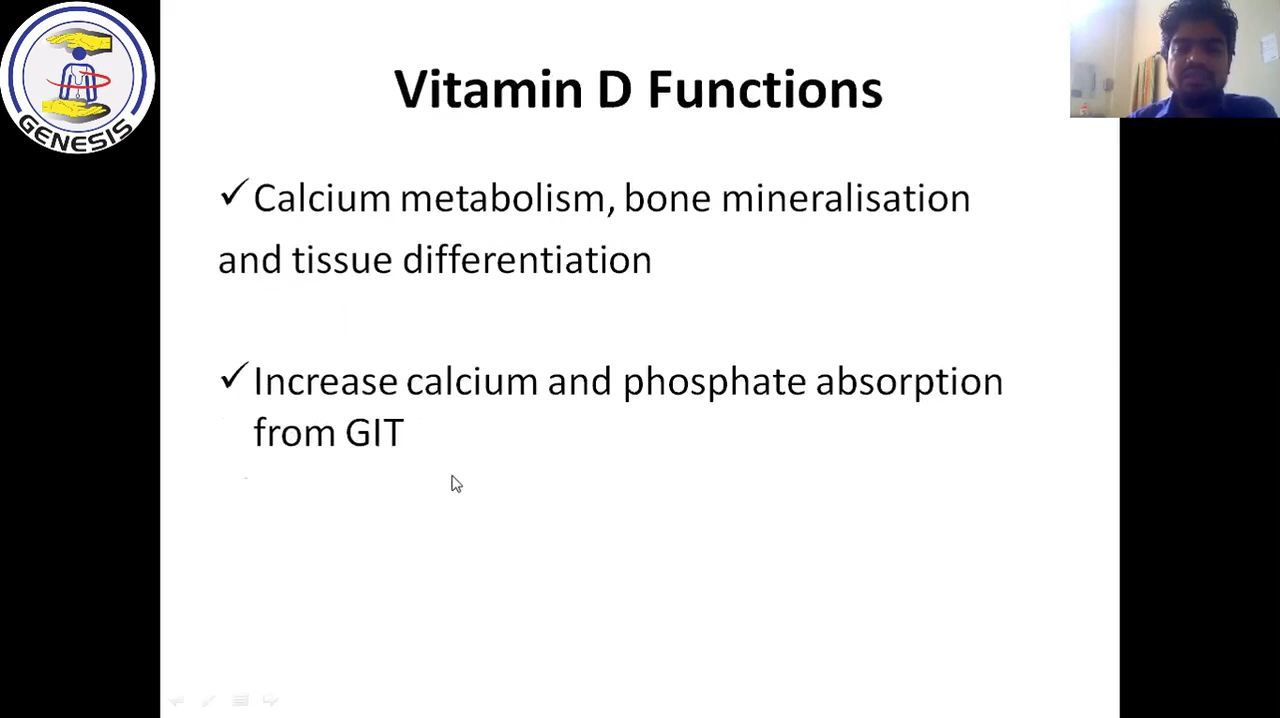 GENESIS
Vitamin D Functions
✓Calcium metabolism, bone mineralisation
and tissue differentiation
✓Increase calcium and phosphate absorption
from GIT